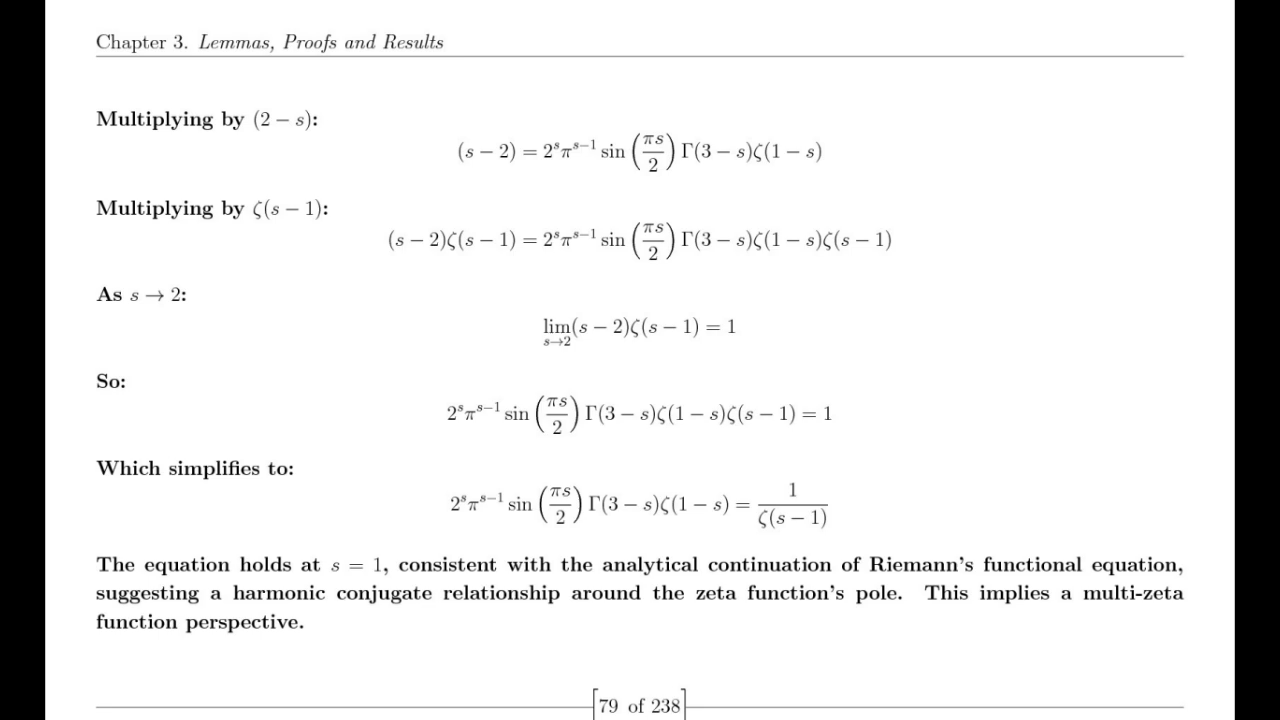 Chapter 3. Lemmas, Proofs and Results
Multiplying by (2 − s):
(s − 2) = 2^s π^{s−1} sin(πs/2) Γ(3 − s)ζ(1 − s)
Multiplying by ζ(s − 1):
(s − 2)ζ(s − 1) = 2^s π^{s−1} sin(πs/2) Γ(3 − s)ζ(1 − s)ζ(s − 1)
As s → 2:
lim_{s→2}(s − 2)ζ(s − 1) = 1
So:
2^s π^{s−1} sin(πs/2) Γ(3 − s)ζ(1 − s)ζ(s − 1) = 1
Which simplifies to:
2^s π^{s−1} sin(πs/2) Γ(3 − s)ζ(1 − s) = 1/ζ(s − 1)
The equation holds at s = 1, consistent with the analytical continuation of Riemann's functional equation,
suggesting a harmonic conjugate relationship around the zeta function's pole. This implies a multi-zeta
function perspective.
[79 of 238]